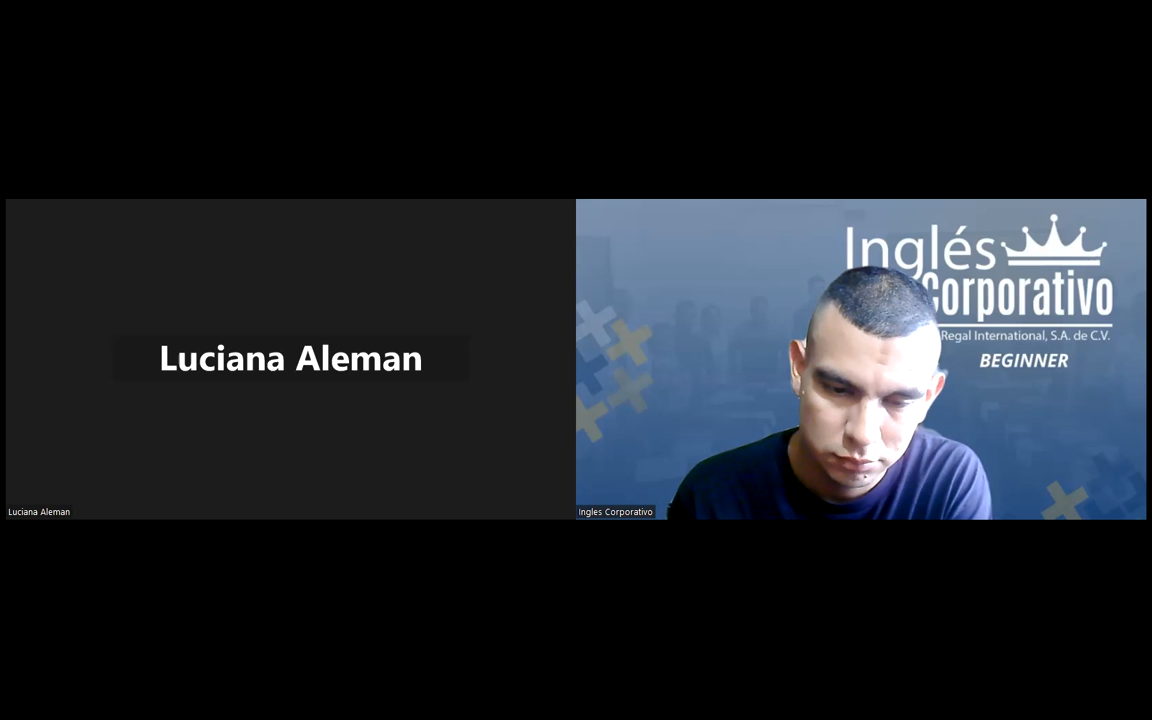 Luciana Aleman
Luciana Aleman
Inglés
Corporativo
Regal International, S.A. de C.V.
BEGINNER
Ingles Corporativo